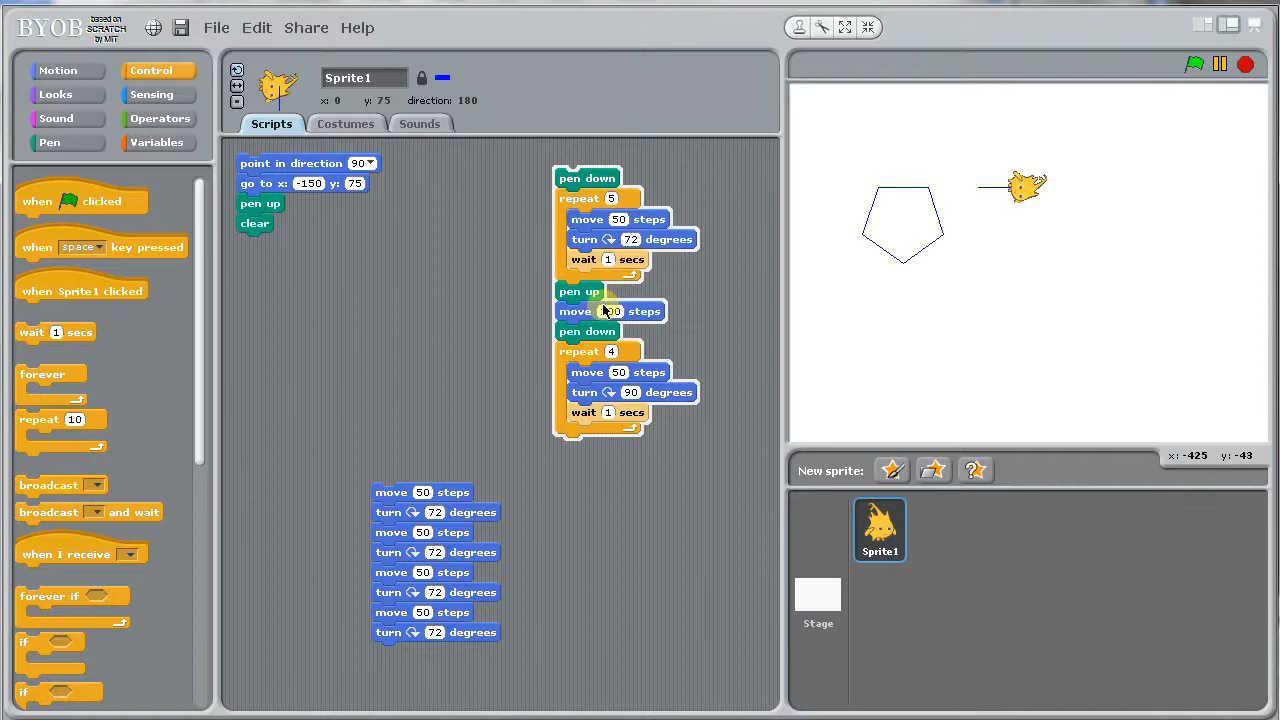 BYOB based on SCRATCH by MIT File Edit Share Help
Motion Control
Looks Sensing
Sound Operators
Pen Variables
when clicked
when space key pressed
when Sprite1 clicked
wait 1 secs
forever
repeat 10
broadcast
broadcast and wait
when I receive
forever if
if
if
Sprite1
x: 0 y: 75 direction: 180
Scripts Costumes Sounds
point in direction 90
go to x: -150 y: 75
pen up
clear
pen down
repeat 5
move 50 steps
turn 72 degrees
wait 1 secs
pen up
move steps
pen down
repeat 4
move 50 steps
turn 90 degrees
wait 1 secs
move 50 steps
turn 72 degrees
move 50 steps
turn 72 degrees
move 50 steps
turn 72 degrees
move 50 steps
turn 72 degrees
x: -425 y: -43
New sprite:
Sprite1
Stage